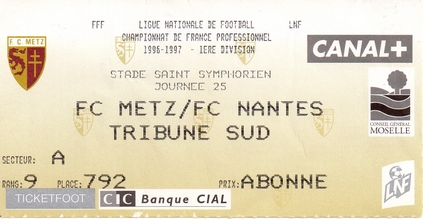 FFF LIGUE NATIONALE DE FOOTBALL LNF
CHAMPIONNAT DE FRANCE PROFESSIONNEL
1996-1997 - 1ERE DIVISION
F C METZ
CANAL+
STADE SAINT SYMPHORIEN
JOURNEE 25
FC METZ/FC NANTES
TRIBUNE SUD
CONSEIL GÉNÉRAL
MOSELLE
SECTEUR: A
RANG: 9 PLACE: 792 PRIX: ABONNE
TICKETFOOT CIC Banque CIAL
LNF